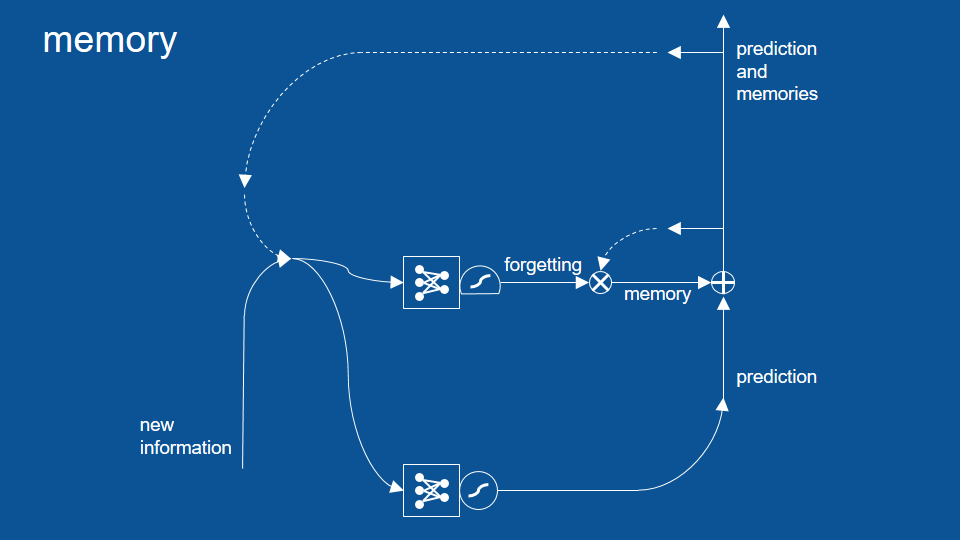 memory
prediction
and
memories
forgetting
memory
prediction
new
information